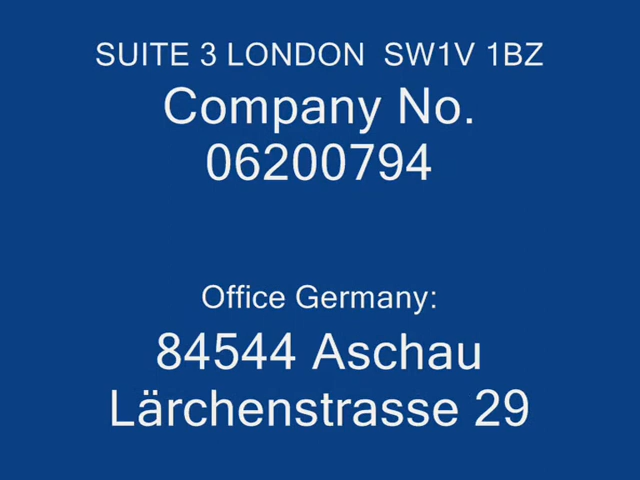 SUITE 3 LONDON  SW1V 1BZ
Company No.
06200794
Office Germany:
84544 Aschau
Lärchenstrasse 29